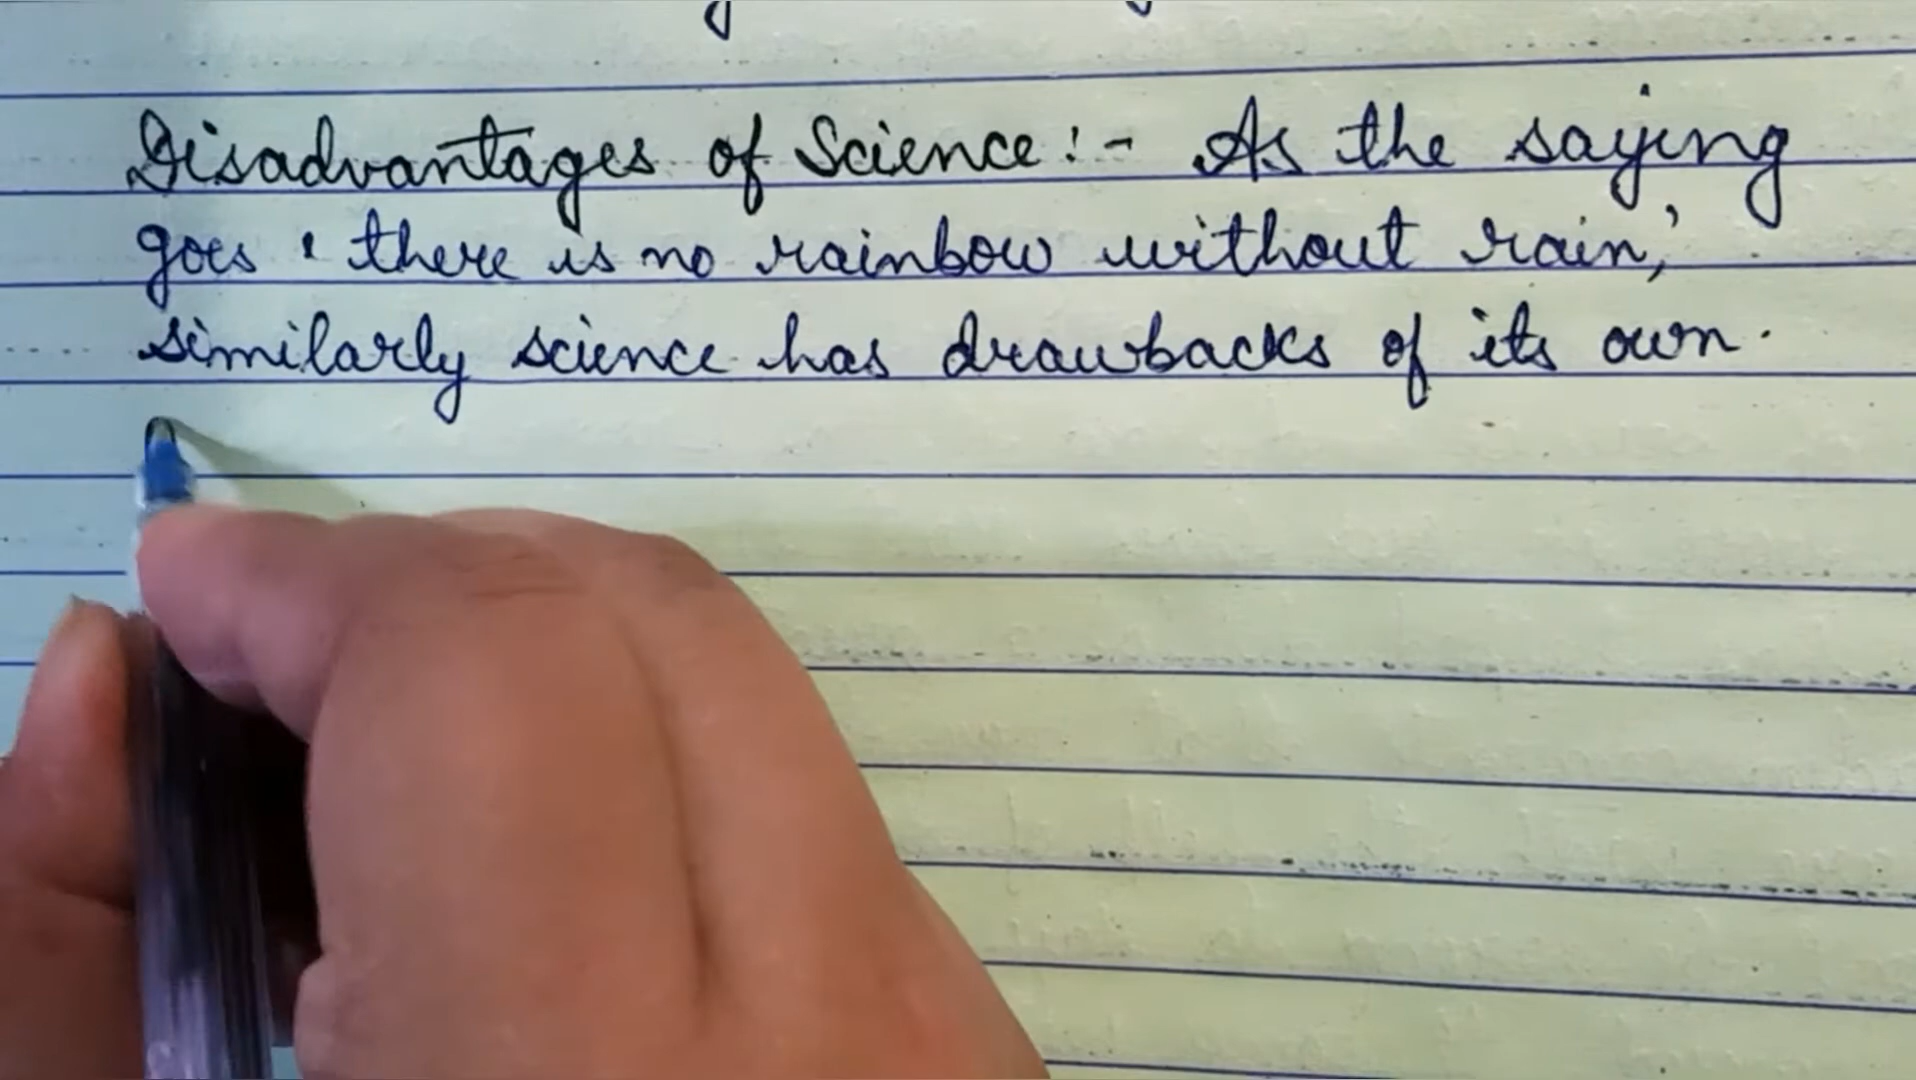 Disadvantages of Science:- As the saying
goes ' there is no rainbow without rain,'
similarly science has drawbacks of its own.